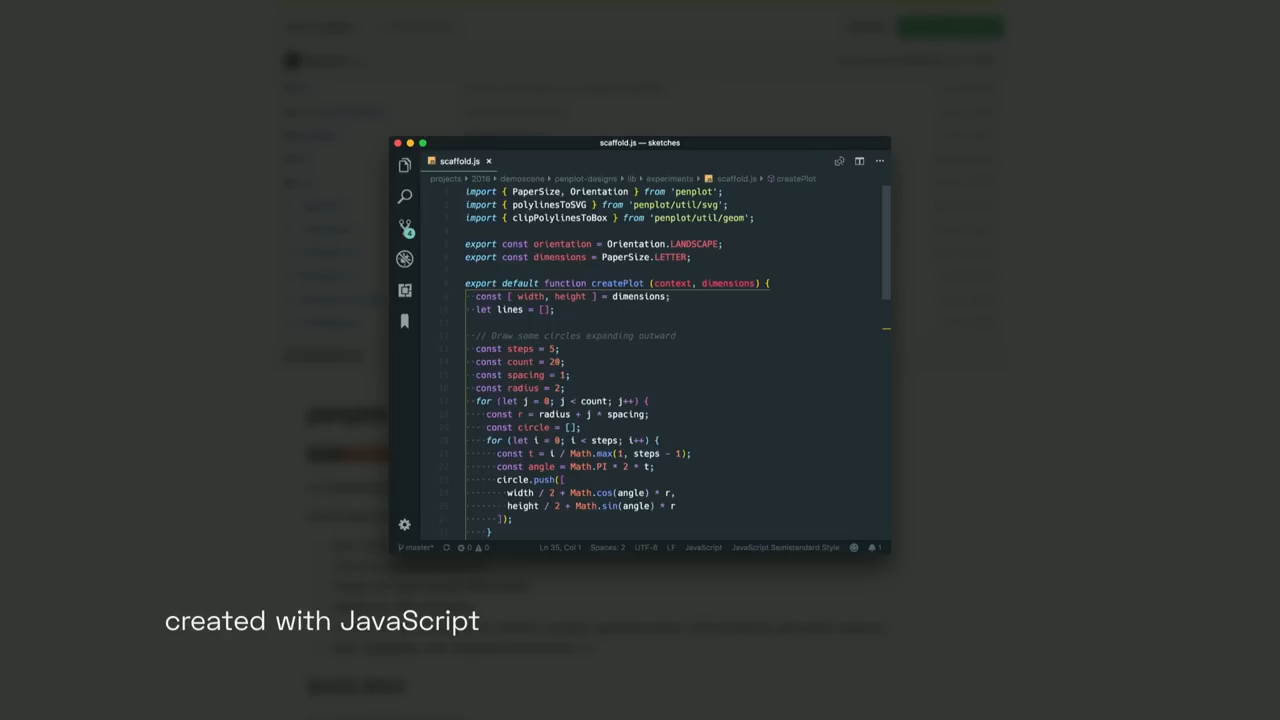 scaffold.js — sketches
scaffold.js ×
projects › 2016 › demoscene › penplot-designs › lib › experiments › scaffold.js › createPlot
import { PaperSize, Orientation } from 'penplot';
import { polylinesToSVG } from 'penplot/util/svg';
import { clipPolylinesToBox } from 'penplot/util/geom';
export const orientation = Orientation.LANDSCAPE;
export const dimensions = PaperSize.LETTER;
export default function createPlot (context, dimensions) {
const [ width, height ] = dimensions;
let lines = [];
// Draw some circles expanding outward
const steps = 5;
const count = 20;
const spacing = 1;
const radius = 2;
for (let j = 0; j < count; j++) {
const r = radius + j * spacing;
const circle = [];
for (let i = 0; i < steps; i++) {
const t = i / Math.max(1, steps - 1);
const angle = Math.PI * 2 * t;
circle.push([
width / 2 + Math.cos(angle) * r,
height / 2 + Math.sin(angle) * r
]);
}
master* 0 0 Ln 35, Col 1 Spaces: 2 UTF-8 LF JavaScript JavaScript Semistandard Style 1
4
created with JavaScript